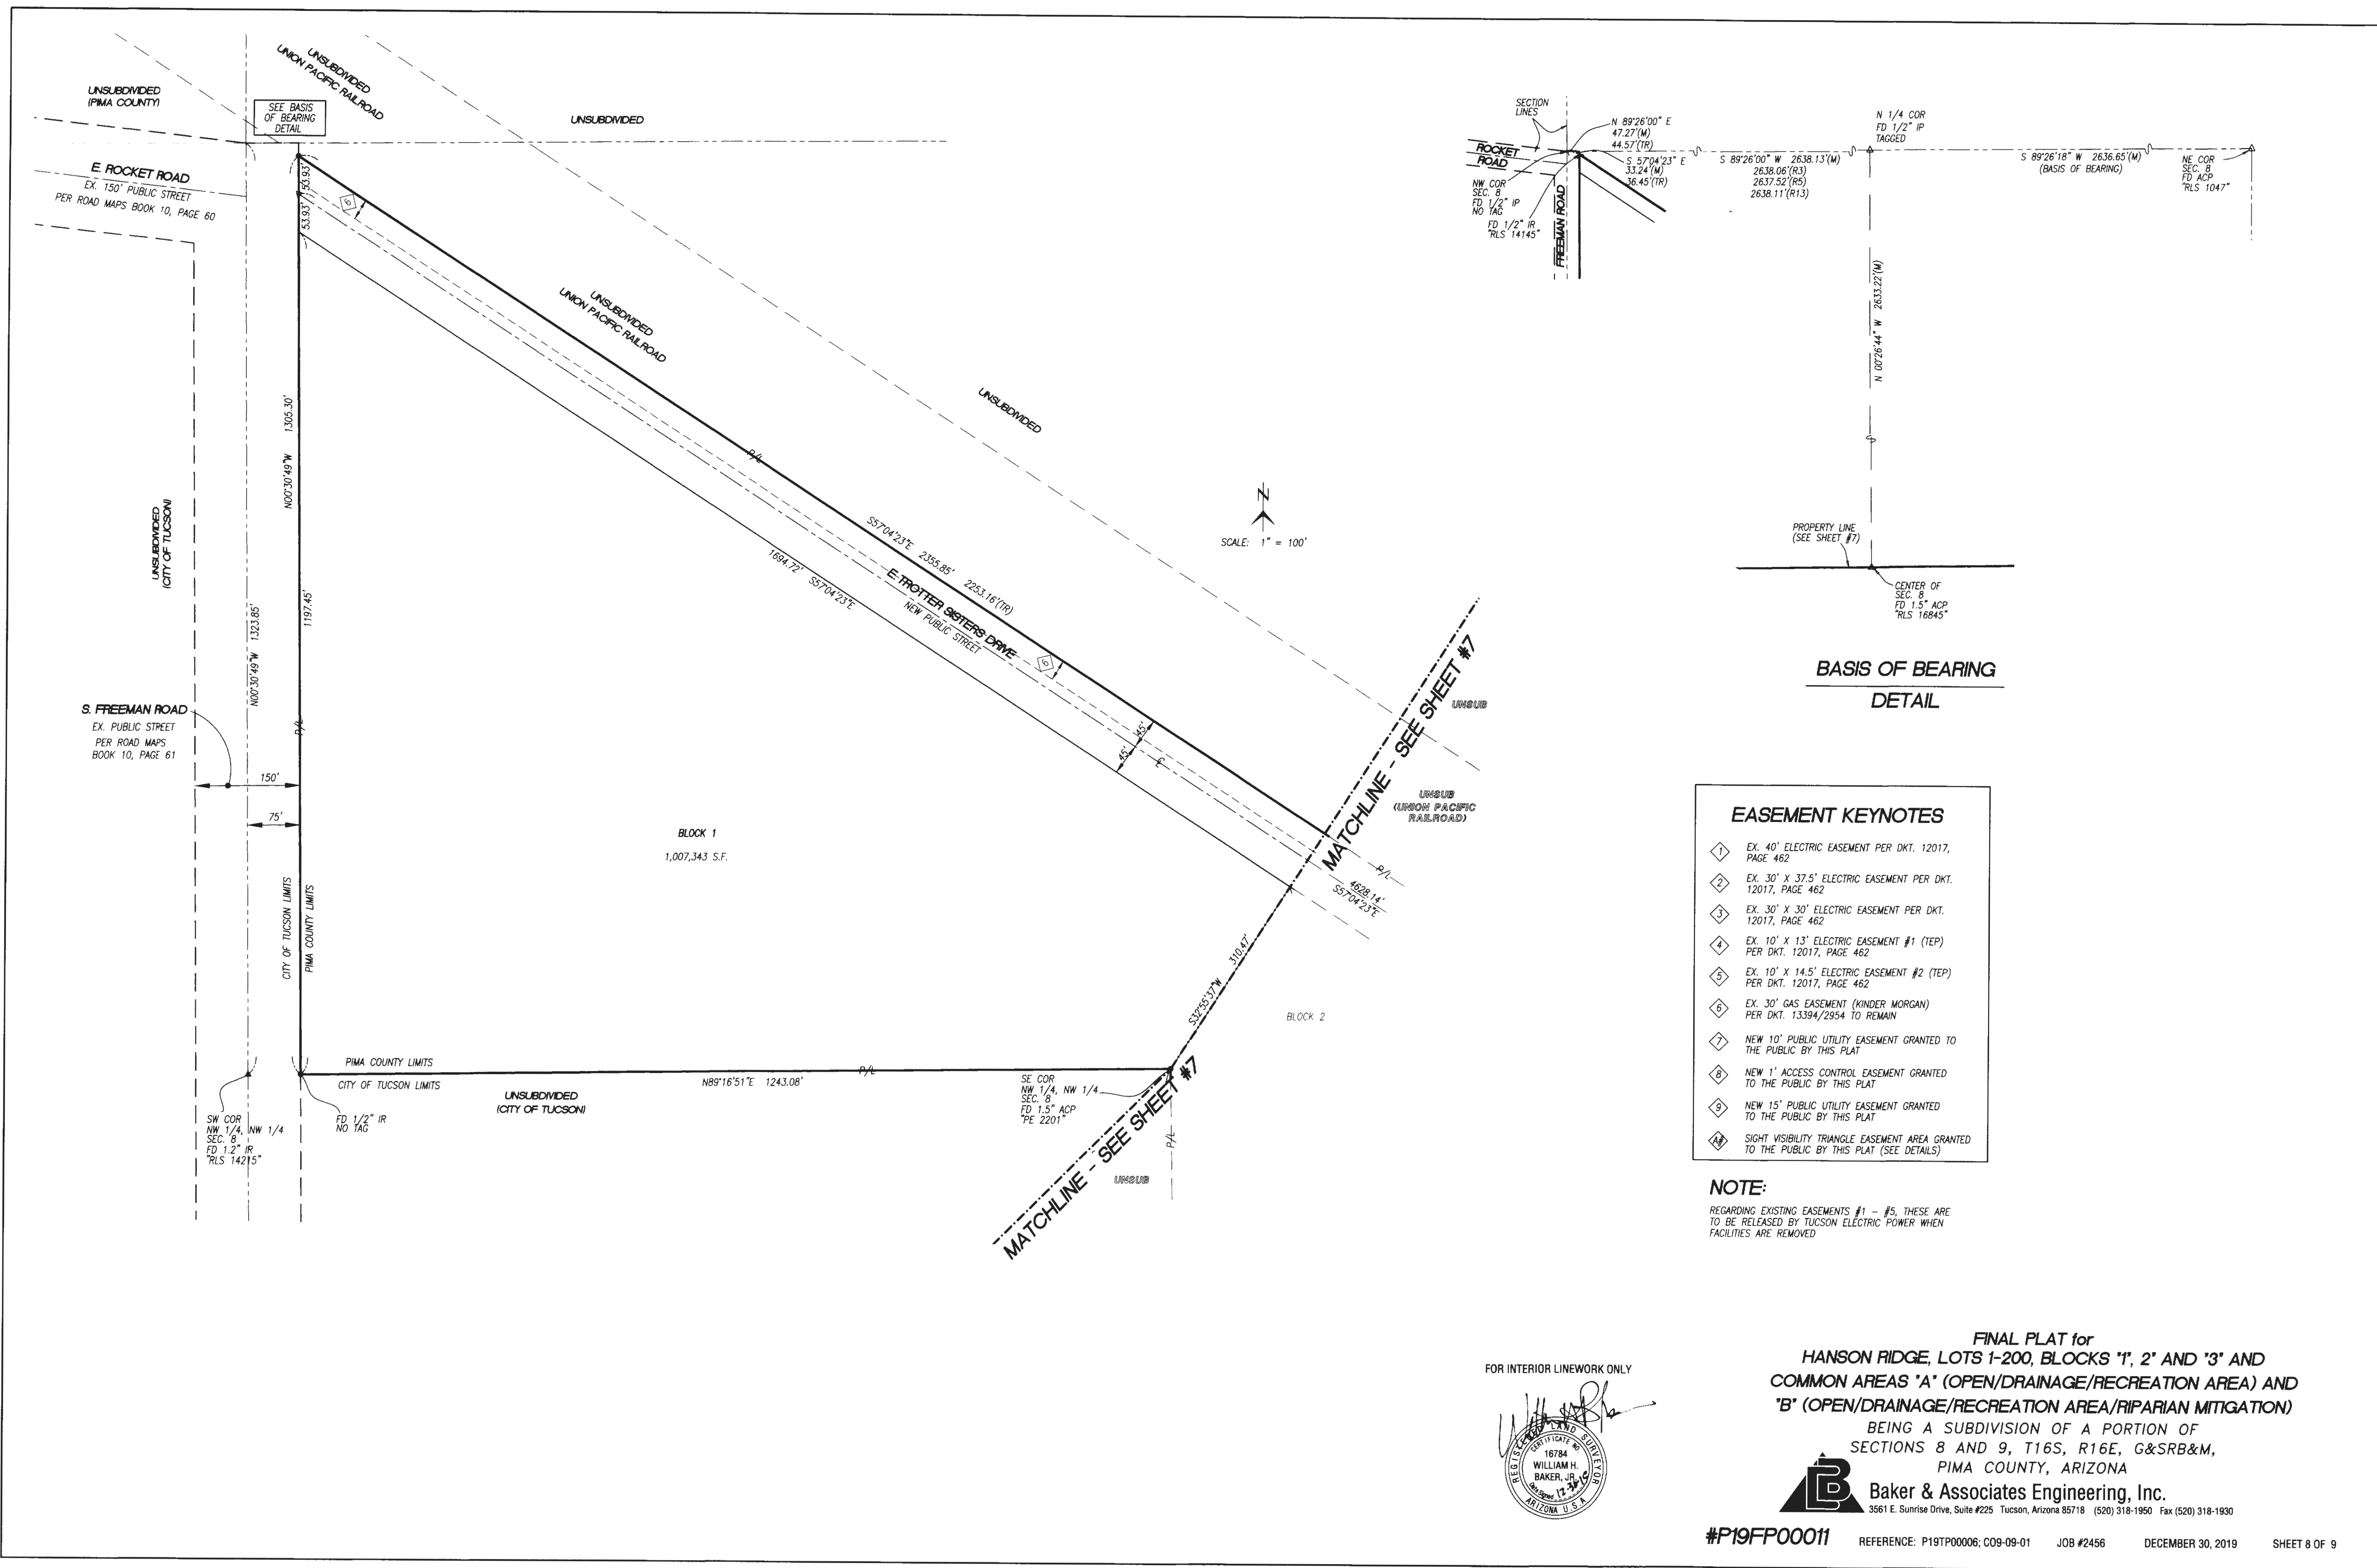 UNSUBDIVIDED
(PIMA COUNTY)
UNSUBDIVIDED
UNION PACIFIC RAILROAD
SEE BASIS
OF BEARING
DETAIL
UNSUBDIVIDED
E. ROCKET ROAD
EX. 150' PUBLIC STREET
PER ROAD MAPS BOOK 10, PAGE 60
53.93'
53.93'
6
UNSUBDIVIDED
UNION PACIFIC RAILROAD
UNSUBDIVIDED
N00°30'49"W 1305.30'
P/L
UNSUBDIVIDED
(CITY OF TUCSON)
N00°30'49"W 1323.85'
1197.45'
S57°04'23"E 2355.85' 2253.16'(TR)
1694.72' S57°04'23"E
E. TROTTER SISTERS DRIVE
NEW PUBLIC STREET
6
N
SCALE: 1" = 100'
S. FREEMAN ROAD
EX. PUBLIC STREET
PER ROAD MAPS
BOOK 10, PAGE 61
P/L
150'
75'
45'
45'
MATCHLINE - SEE SHEET #7
UNSUB
UNSUB
(UNION PACIFIC
RAILROAD)
BLOCK 1
1,007,343 S.F.
P/L
4628.14'
S57°04'23"E
CITY OF TUCSON LIMITS
PIMA COUNTY LIMITS
S32°55'37"W 310.47'
BLOCK 2
PIMA COUNTY LIMITS
CITY OF TUCSON LIMITS
UNSUBDIVIDED
(CITY OF TUCSON)
N89°16'51"E 1243.08'
P/L
SE COR
NW 1/4, NW 1/4
SEC. 8
FD 1.5" ACP
"PE 2201"
SW COR
NW 1/4, NW 1/4
SEC. 8
FD 1.2" IR
"RLS 14215"
FD 1/2" IR
NO TAG
P/L
MATCHLINE - SEE SHEET #7
UNSUB
SECTION
LINES
N 89°26'00" E
47.27'(M)
44.57'(TR)
ROCKET
ROAD
S 57°04'23" E
33.24'(M)
36.45'(TR)
NW COR
SEC. 8
FD 1/2" IP
NO TAG
FD 1/2" IR
"RLS 14145"
FREEMAN ROAD
S 89°26'00" W 2638.13'(M)
2638.06'(R3)
2637.52'(R5)
2638.11'(R13)
N 1/4 COR
FD 1/2" IP
TAGGED
S 89°26'18" W 2636.65'(M)
(BASIS OF BEARING)
NE COR
SEC. 8
FD ACP
"RLS 1047"
N 00°26'44" W 2633.22'(M)
PROPERTY LINE
(SEE SHEET #7)
CENTER OF
SEC. 8
FD 1.5" ACP
"RLS 16845"
BASIS OF BEARING
DETAIL
EASEMENT KEYNOTES
1 EX. 40' ELECTRIC EASEMENT PER DKT. 12017,
PAGE 462
2 EX. 30' X 37.5' ELECTRIC EASEMENT PER DKT.
12017, PAGE 462
3 EX. 30' X 30' ELECTRIC EASEMENT PER DKT.
12017, PAGE 462
4 EX. 10' X 13' ELECTRIC EASEMENT #1 (TEP)
PER DKT. 12017, PAGE 462
5 EX. 10' X 14.5' ELECTRIC EASEMENT #2 (TEP)
PER DKT. 12017, PAGE 462
6 EX. 30' GAS EASEMENT (KINDER MORGAN)
PER DKT. 13394/2954 TO REMAIN
7 NEW 10' PUBLIC UTILITY EASEMENT GRANTED TO
THE PUBLIC BY THIS PLAT
8 NEW 1' ACCESS CONTROL EASEMENT GRANTED
TO THE PUBLIC BY THIS PLAT
9 NEW 15' PUBLIC UTILITY EASEMENT GRANTED
TO THE PUBLIC BY THIS PLAT
A# SIGHT VISIBILITY TRIANGLE EASEMENT AREA GRANTED
TO THE PUBLIC BY THIS PLAT (SEE DETAILS)
NOTE:
REGARDING EXISTING EASEMENTS #1 - #5, THESE ARE
TO BE RELEASED BY TUCSON ELECTRIC POWER WHEN
FACILITIES ARE REMOVED
FOR INTERIOR LINEWORK ONLY
REGISTERED LAND SURVEYOR
CERTIFICATE NO.
16784
WILLIAM H.
BAKER, JR.
Date Signed
ARIZONA U.S.A.
FINAL PLAT for
HANSON RIDGE, LOTS 1-200, BLOCKS "1", 2" AND "3" AND
COMMON AREAS "A" (OPEN/DRAINAGE/RECREATION AREA) AND
"B" (OPEN/DRAINAGE/RECREATION AREA/RIPARIAN MITIGATION)
BEING A SUBDIVISION OF A PORTION OF
SECTIONS 8 AND 9, T16S, R16E, G&SRB&M,
PIMA COUNTY, ARIZONA
Baker & Associates Engineering, Inc.
3561 E. Sunrise Drive, Suite #225 Tucson, Arizona 85718 (520) 318-1950 Fax (520) 318-1930
#P19FP00011 REFERENCE: P19TP00006; CO9-09-01 JOB #2456 DECEMBER 30, 2019 SHEET 8 OF 9